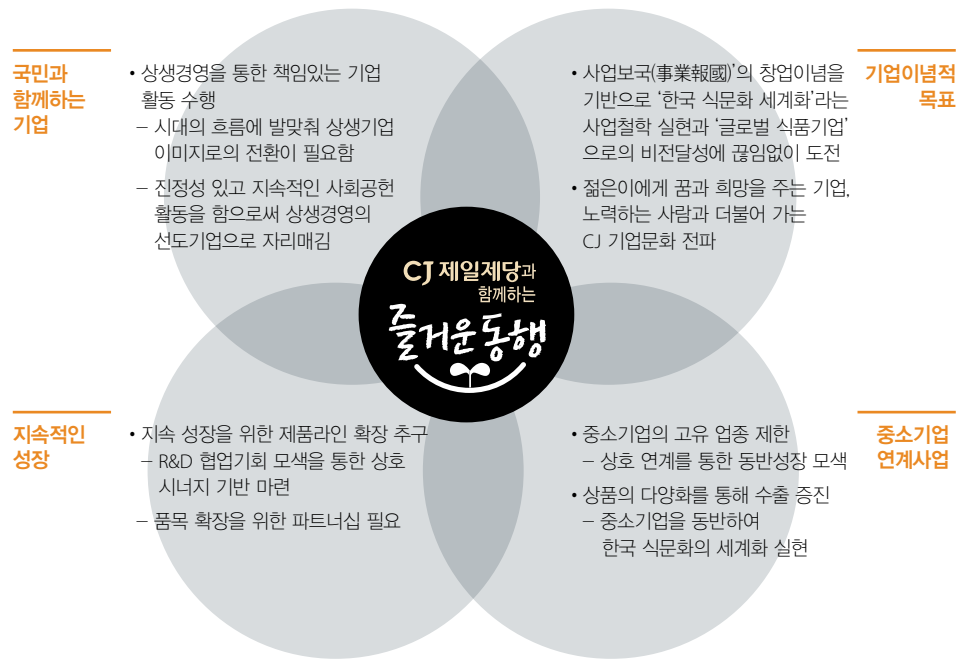 국민과
함께하는
기업
• 상생경영을 통한 책임있는 기업
활동 수행
– 시대의 흐름에 발맞춰 상생기업
이미지로의 전환이 필요함
– 진정성 있고 지속적인 사회공헌
활동을 함으로써 상생경영의
선도기업으로 자리매김
기업이념적
목표
• 사업보국(事業報國)'의 창업이념을
기반으로 '한국 식문화 세계화'라는
사업철학 실현과 '글로벌 식품기업'
으로의 비전달성에 끊임없이 도전
• 젊은이에게 꿈과 희망을 주는 기업,
노력하는 사람과 더불어 가는
CJ 기업문화 전파
CJ 제일제당과
함께하는
즐거운 동행
지속적인
성장
• 지속 성장을 위한 제품라인 확장 추구
– R&D 협업기회 모색을 통한 상호
시너지 기반 마련
– 품목 확장을 위한 파트너십 필요
중소기업
연계사업
• 중소기업의 고유 업종 제한
– 상호 연계를 통한 동반성장 모색
• 상품의 다양화를 통해 수출 증진
– 중소기업을 동반하여
한국 식문화의 세계화 실현